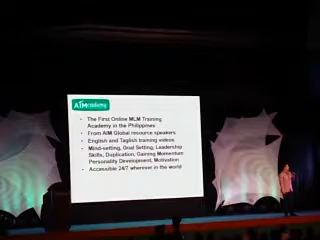 AIMcademy
• The First Online MLM Training
Academy in the Philippines
• From AIM Global resource speakers
• English and Taglish training videos
• Mind-setting, Goal Setting, Leadership
Skills, Duplication, Gaining Momentum
Personality Development, Motivation
• Accessible 24/7 wherever in the world